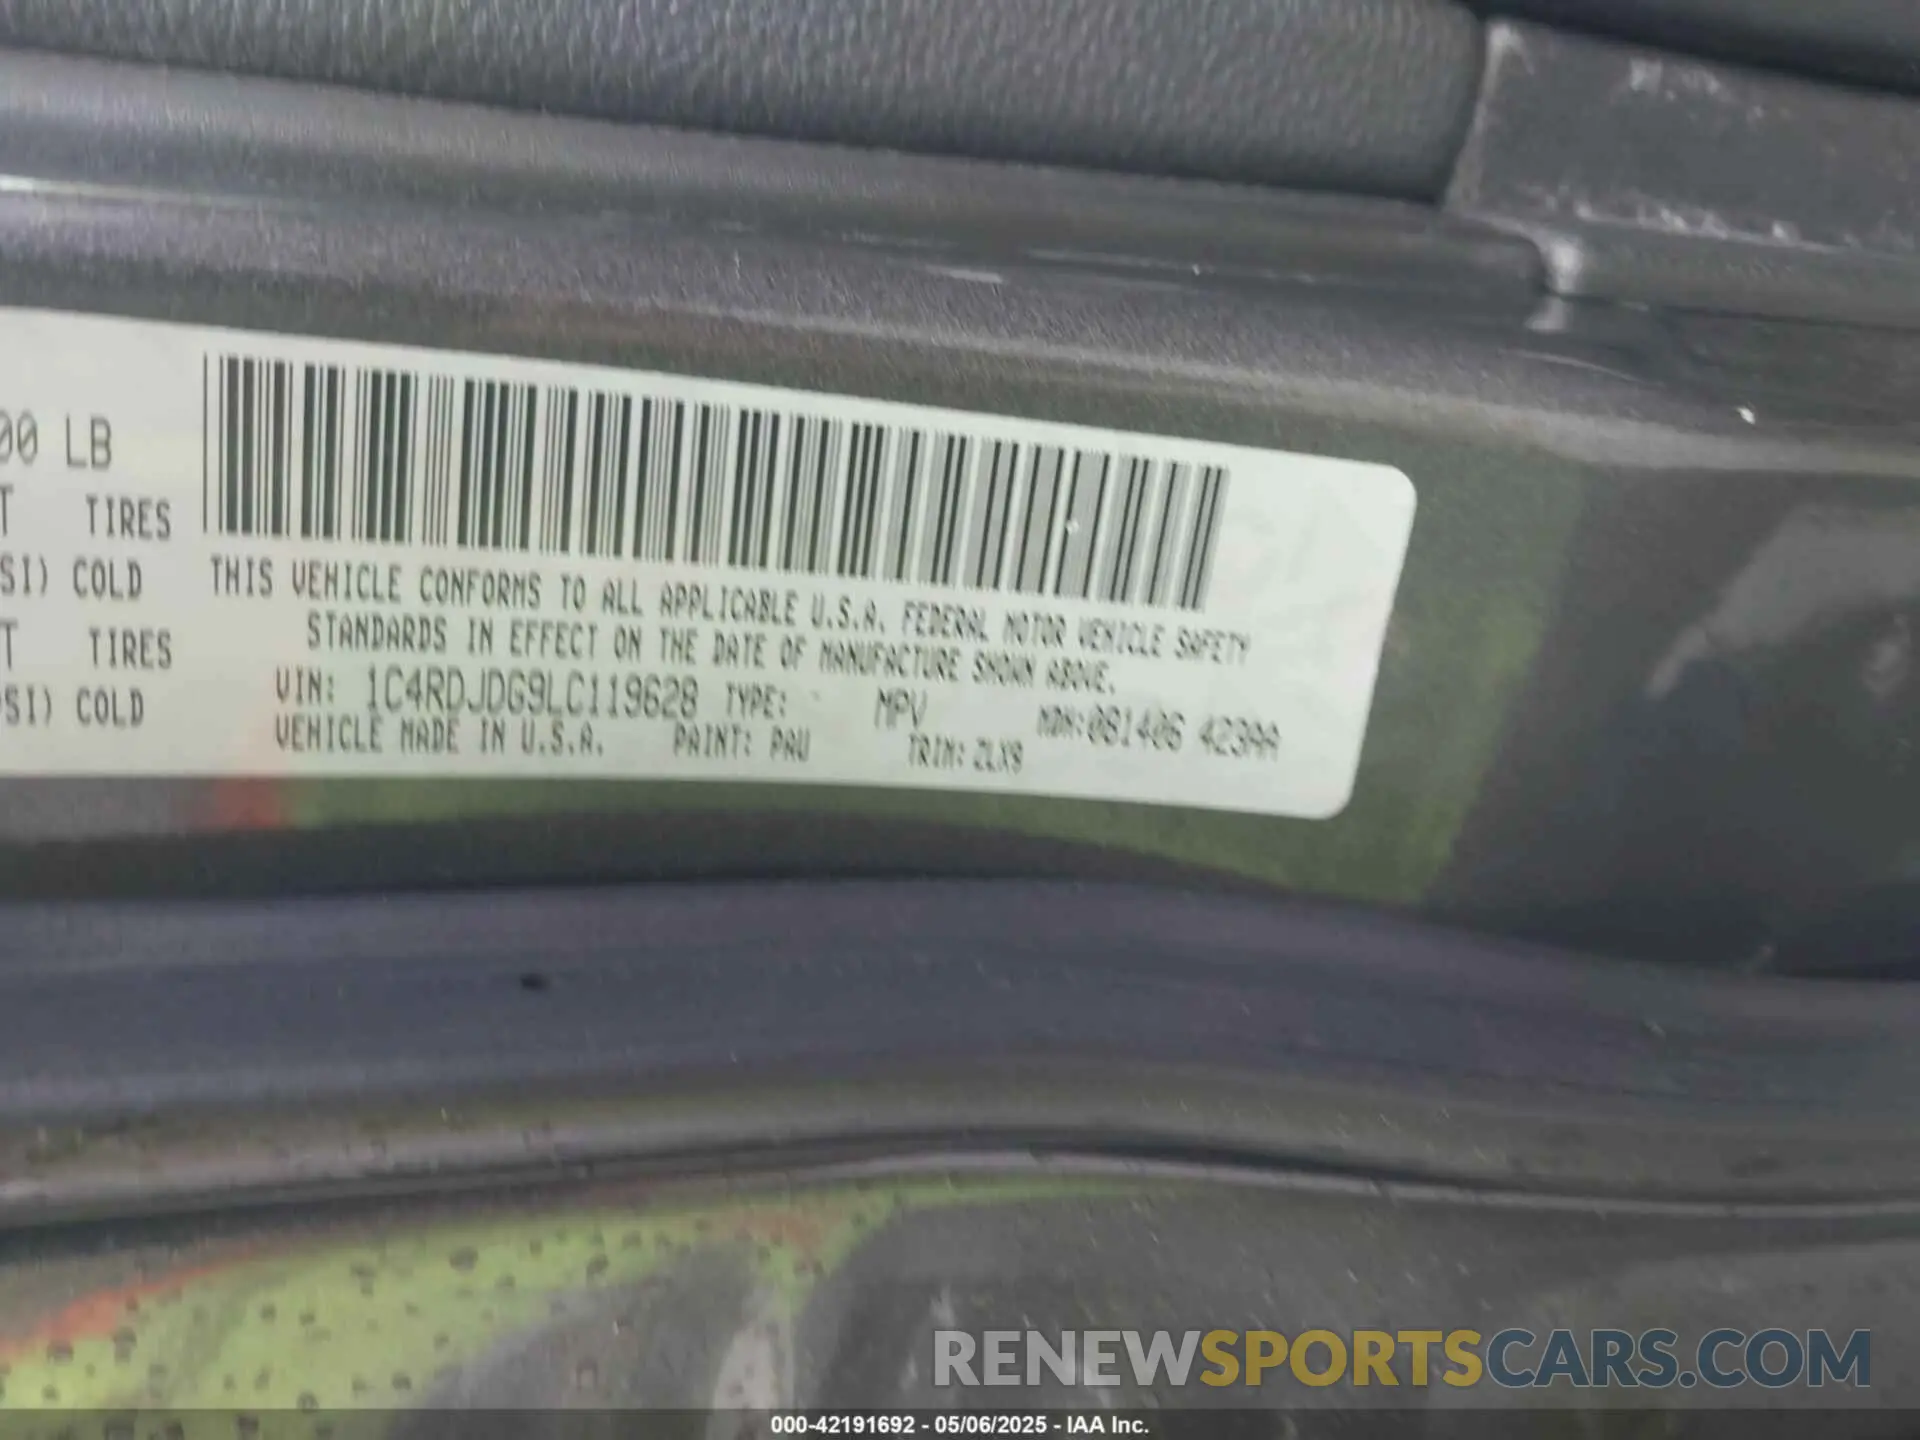 00 LB
T TIRES
SI) COLD
T TIRES
PSI) COLD
THIS VEHICLE CONFORMS TO ALL APPLICABLE U.S.A. FEDERAL MOTOR VEHICLE SAFETY
STANDARDS IN EFFECT ON THE DATE OF MANUFACTURE SHOWN ABOVE.
VIN: 1C4RDJDG9LC119628 TYPE: MPV MDH:081406 423AA
VEHICLE MADE IN U.S.A. PAINT: PAU TRIM: ZLX9
RENEWSPORTSCARS.COM
000-42191692 - 05/06/2025 - IAA Inc.